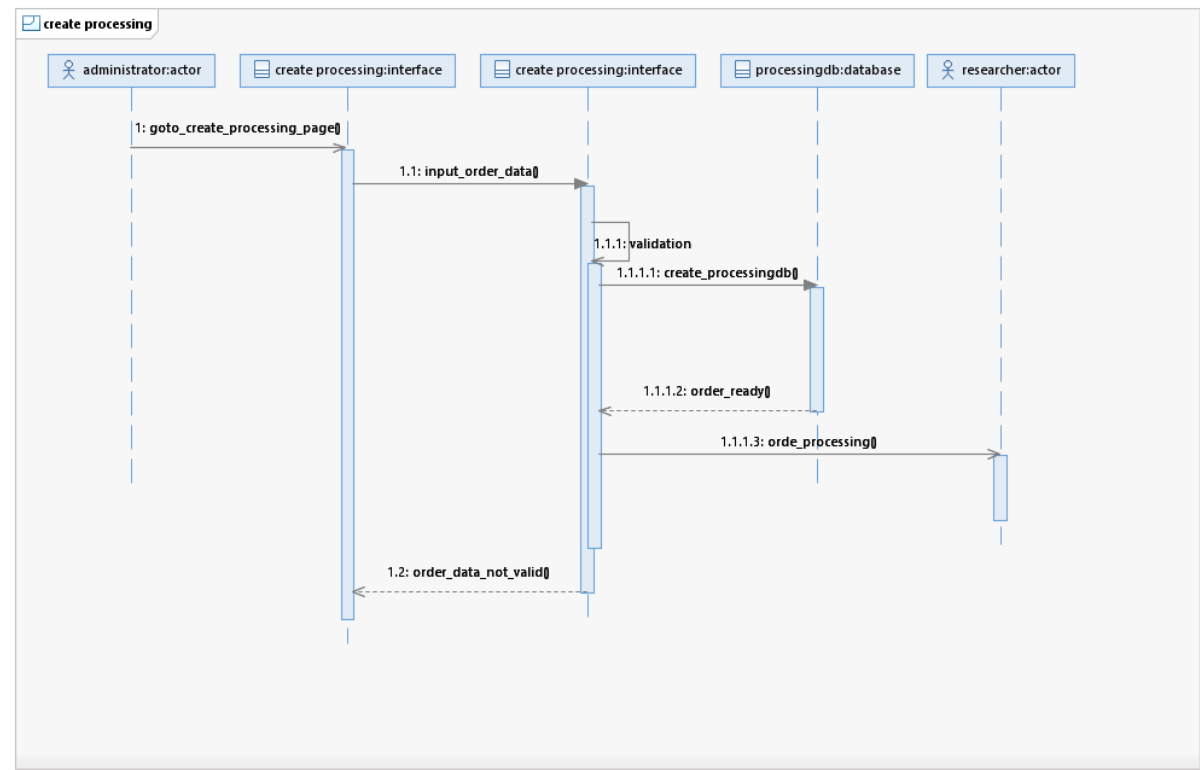 create processing
administrator:actor
create processing:interface
create processing:interface
processingdb:database
researcher:actor
1: goto_create_processing_page()
1.1: input_order_data()
1.1.1: validation
1.1.1.1: create_processingdb()
1.1.1.2: order_ready()
1.1.1.3: orde_processing()
1.2: order_data_not_valid()